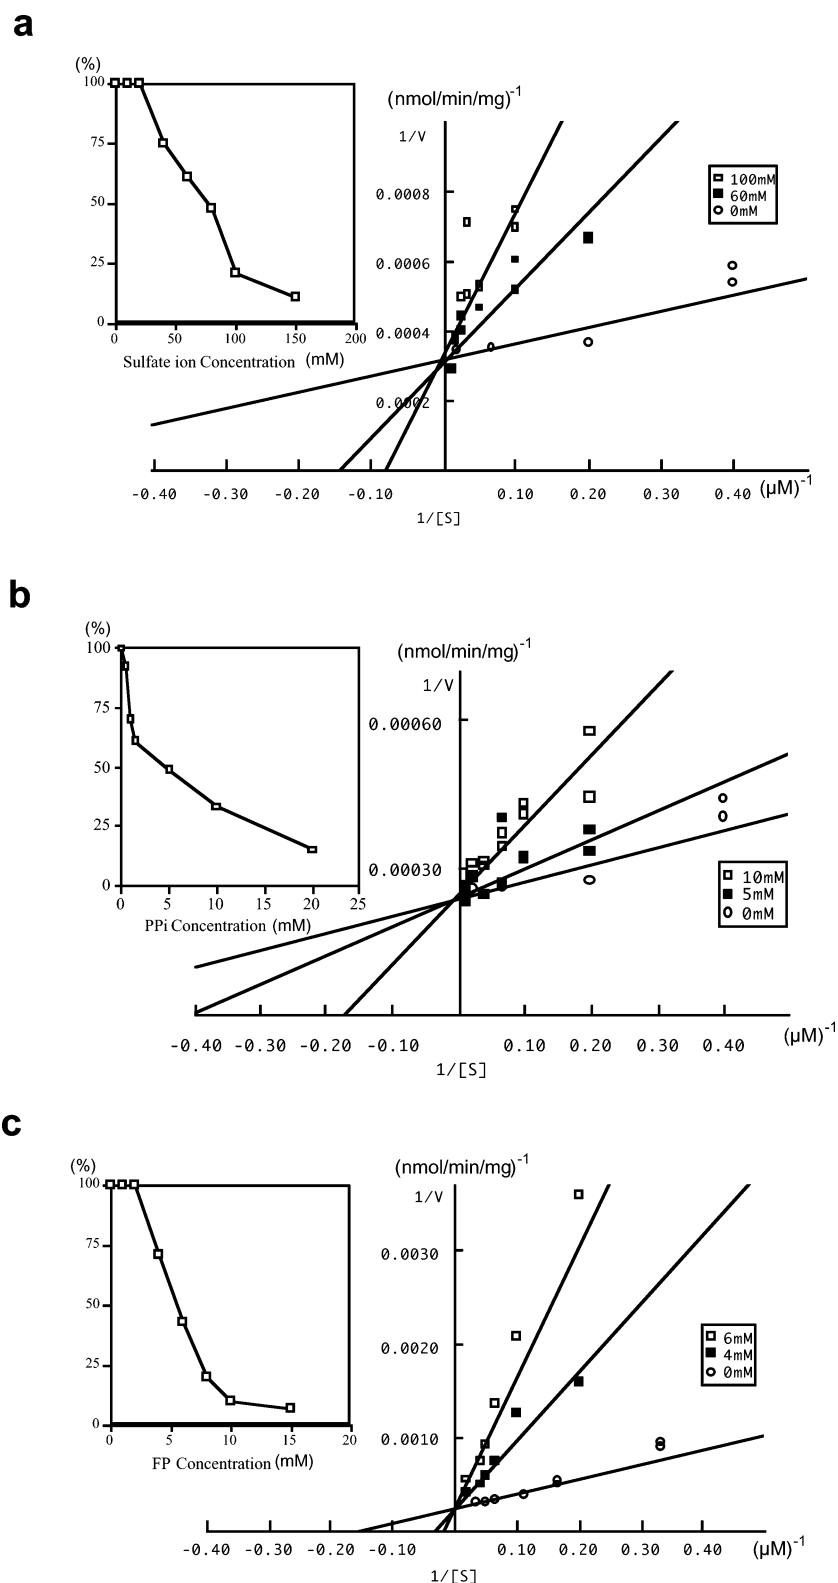 a
(%)
100
75
50
25
0
0 50 100 150 200
Sulfate ion Concentration (mM)
(nmol/min/mg)-1
1/V
0.0008
0.0006
0.0004
0.0002
100mM
60mM
0mM
-0.40 -0.30 -0.20 -0.10 0.10 0.20 0.30 0.40 (µM)-1
1/[S]
b
(%)
100
75
50
25
0
0 5 10 15 20 25
PPi Concentration (mM)
(nmol/min/mg)-1
1/V
0.00060
0.00030
10mM
5mM
0mM
-0.40 -0.30 -0.20 -0.10 0.10 0.20 0.30 0.40 (µM)-1
1/[S]
c
(%)
100
75
50
25
0
0 5 10 15 20
FP Concentration (mM)
(nmol/min/mg)-1
1/V
0.0030
0.0020
0.0010
6mM
4mM
0mM
-0.40 -0.30 -0.20 -0.10 0.10 0.20 0.30 0.40 (µM)-1
1/[S]